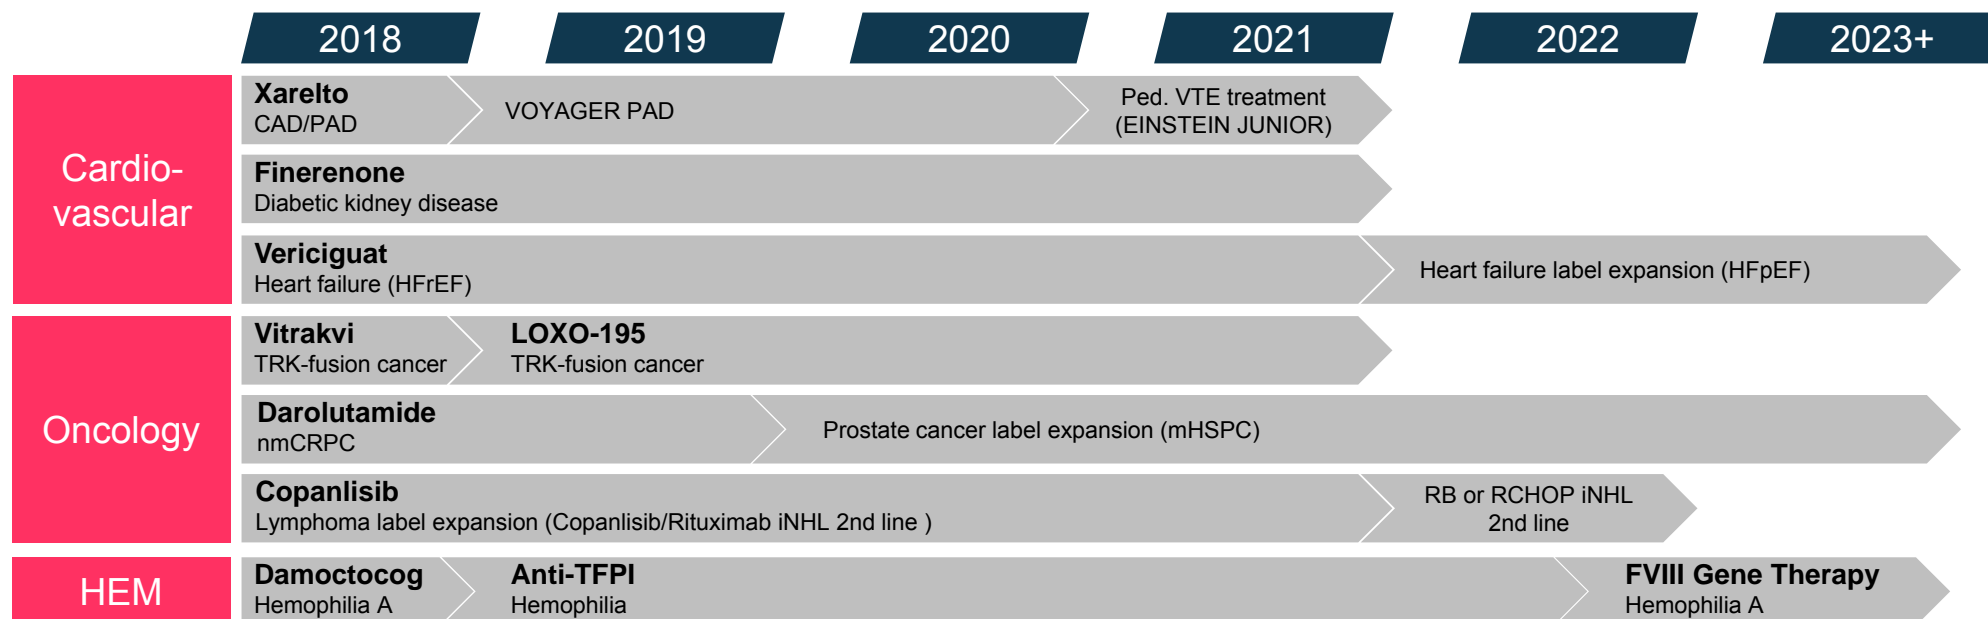 2018
2019
2020
2021
2022
2023+
Cardio-
vascular
Xarelto
CAD/PAD
VOYAGER PAD
Ped. VTE treatment
(EINSTEIN JUNIOR)
Finerenone
Diabetic kidney disease
Vericiguat
Heart failure (HFrEF)
Heart failure label expansion (HFpEF)
Oncology
Vitrakvi
TRK-fusion cancer
LOXO-195
TRK-fusion cancer
Darolutamide
nmCRPC
Prostate cancer label expansion (mHSPC)
Copanlisib
Lymphoma label expansion (Copanlisib/Rituximab iNHL 2nd line )
RB or RCHOP iNHL
2nd line
HEM
Damoctocog
Hemophilia A
Anti-TFPI
Hemophilia
FVIII Gene Therapy
Hemophilia A